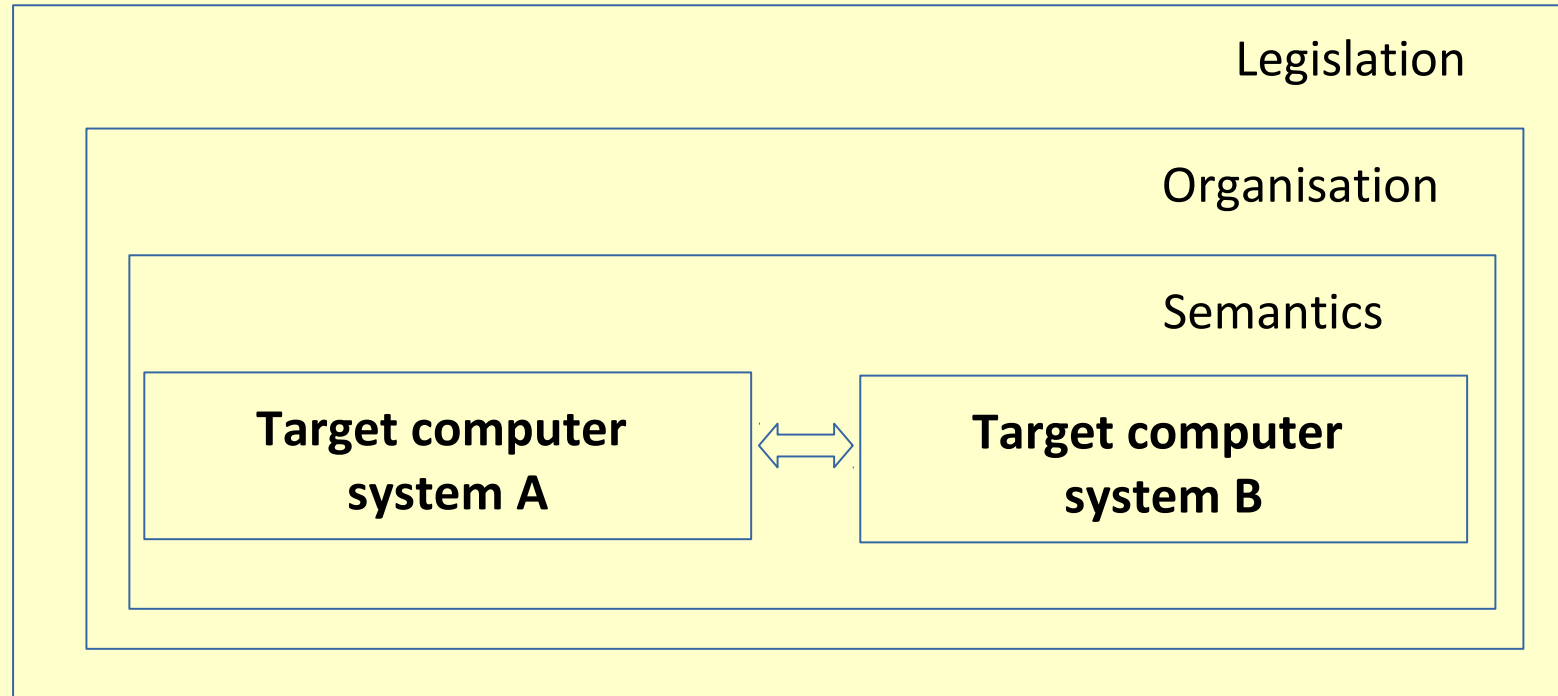 Legislation
Organisation
Semantics
Target computer
system A
Target computer
system B